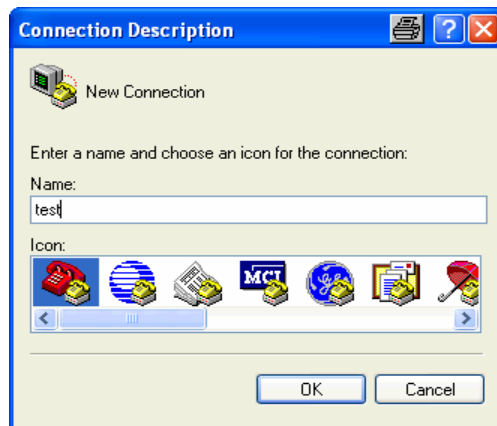 Connection Description
New Connection
Enter a name and choose an icon for the connection:
Name:
test
Icon:
MCI
OK
Cancel